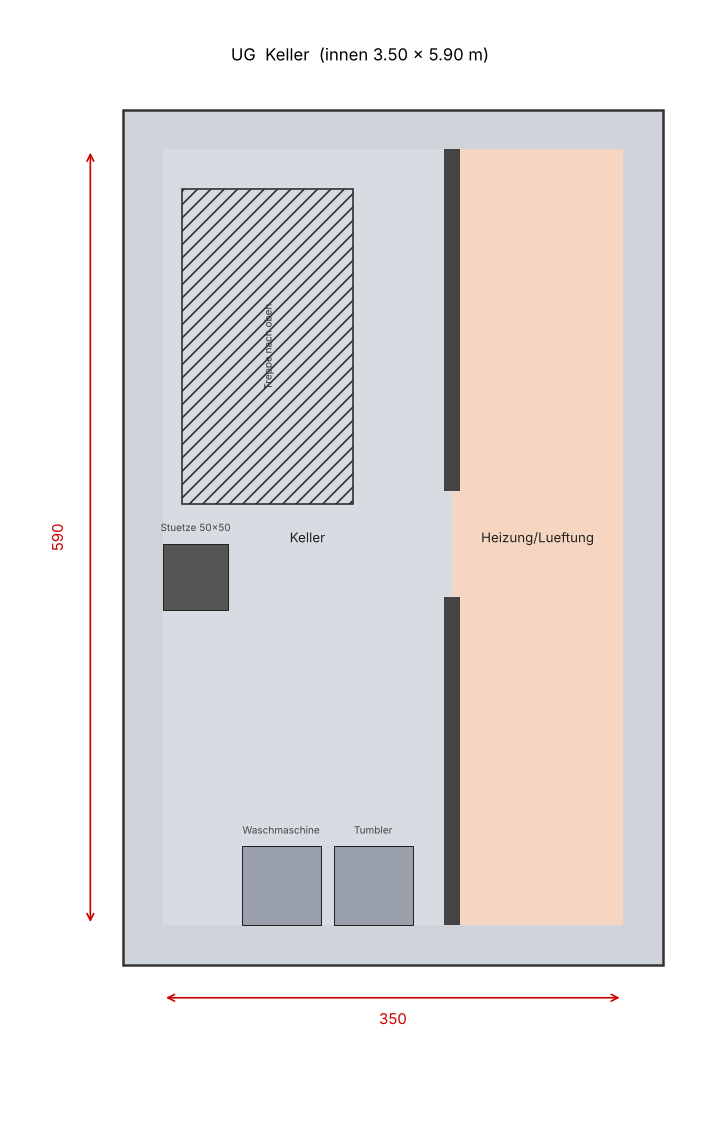 UG Keller (innen 3.50 × 5.90 m)
Treppe nach oben
Stuetze 50×50
Keller
Heizung/Lueftung
590
Waschmaschine
Tumbler
350